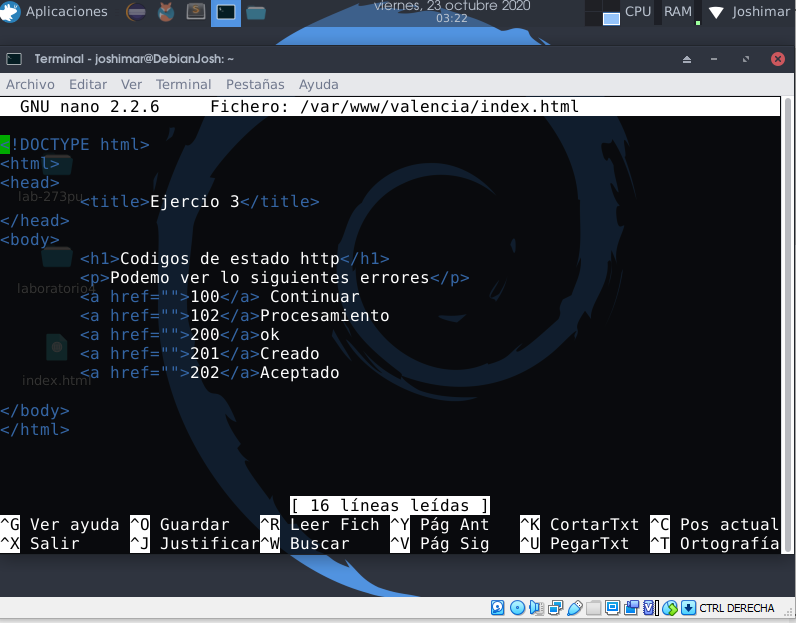 Aplicaciones
viernes, 23 octubre 2020
03:22
CPU
RAM
Joshimar
Terminal - joshimar@DebianJosh: ~
Archivo Editar Ver Terminal Pestañas Ayuda
GNU nano 2.2.6 Fichero: /var/www/valencia/index.html
<!DOCTYPE html>
<html>
<head>
<title>Ejercio 3</title>
</head>
<body>
<h1>Codigos de estado http</h1>
<p>Podemo ver lo siguientes errores</p>
<a href="">100</a> Continuar
<a href="">102</a>Procesamiento
<a href="">200</a>ok
<a href="">201</a>Creado
<a href="">202</a>Aceptado
</body>
</html>
lab-273pu
laboratorio4
index.html
[ 16 líneas leídas ]
^G Ver ayuda ^O Guardar ^R Leer Fich ^Y Pág Ant ^K CortarTxt ^C Pos actual
^X Salir ^J Justificar ^W Buscar ^V Pág Sig ^U PegarTxt ^T Ortografía
CTRL DERECHA